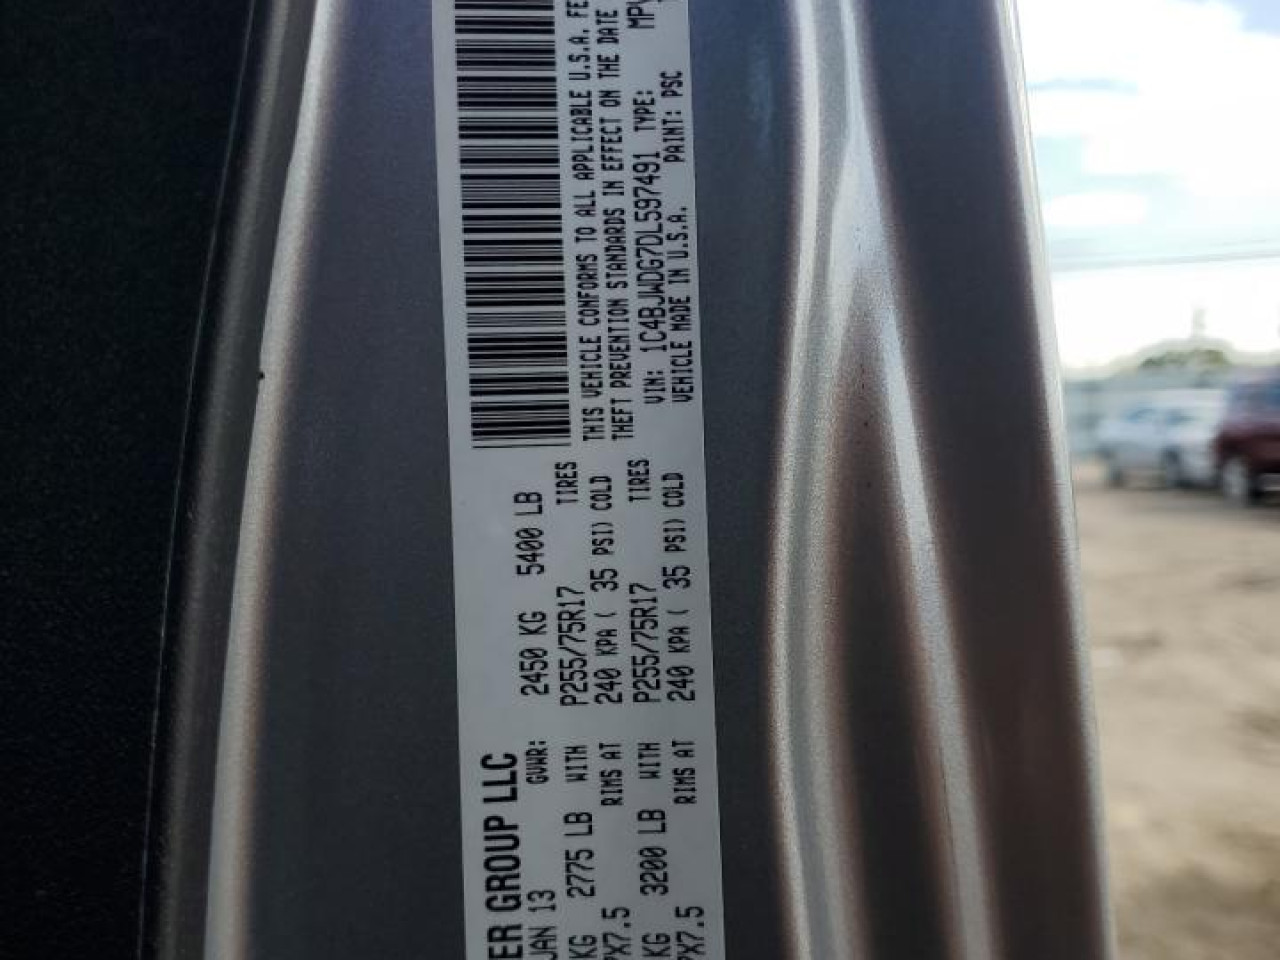 ER GROUP LLC
JAN 13 GVWR: 2450 KG 5400 LB
KG 2775 LB WITH P255/75R17 TIRES
PX7.5 RIMS AT 240 KPA ( 35 PSI) COLD
KG 3200 LB WITH P255/75R17 TIRES
PX7.5 RIMS AT 240 KPA ( 35 PSI) COLD
THIS VEHICLE CONFORMS TO ALL APPLICABLE U.S.A. FE
THEFT PREVENTION STANDARDS IN EFFECT ON THE DATE
VIN: 1C4BJWDG7DL597491 TYPE: MPV
VEHICLE MADE IN U.S.A. PAINT: PSC